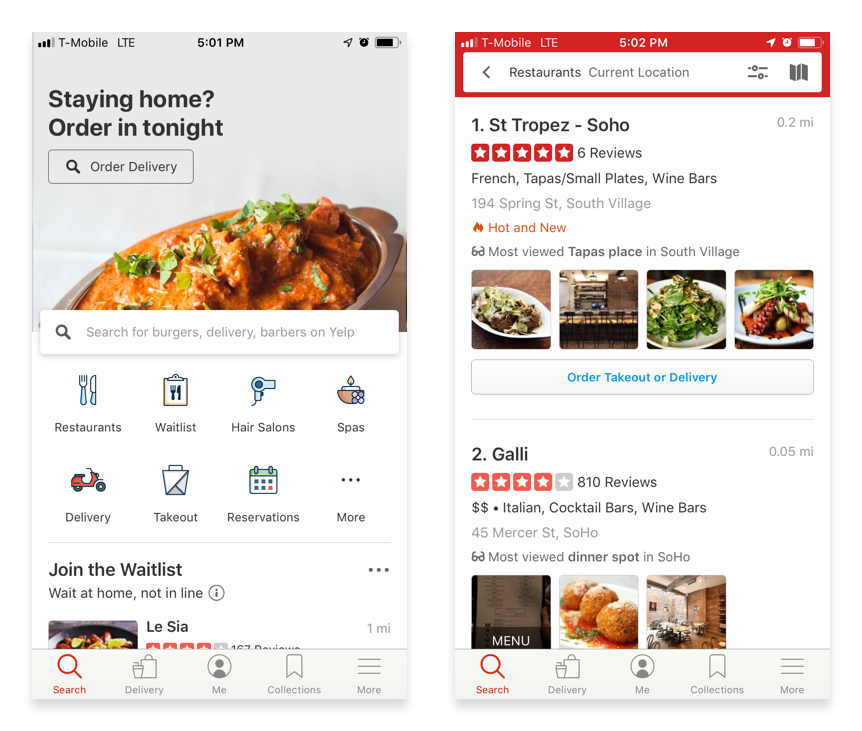 T-Mobile LTE 5:01 PM
Staying home?
Order in tonight
Order Delivery
Search for burgers, delivery, barbers on Yelp
Restaurants Waitlist Hair Salons Spas
Delivery Takeout Reservations More
Join the Waitlist
Wait at home, not in line
Le Sia 1 mi
167 Reviews
Search Delivery Me Collections More
T-Mobile LTE 5:02 PM
Restaurants Current Location
1. St Tropez - Soho 0.2 mi
6 Reviews
French, Tapas/Small Plates, Wine Bars
194 Spring St, South Village
Hot and New
Most viewed Tapas place in South Village
Order Takeout or Delivery
2. Galli 0.05 mi
810 Reviews
$$ • Italian, Cocktail Bars, Wine Bars
45 Mercer St, SoHo
Most viewed dinner spot in SoHo
MENU
Search Delivery Me Collections More